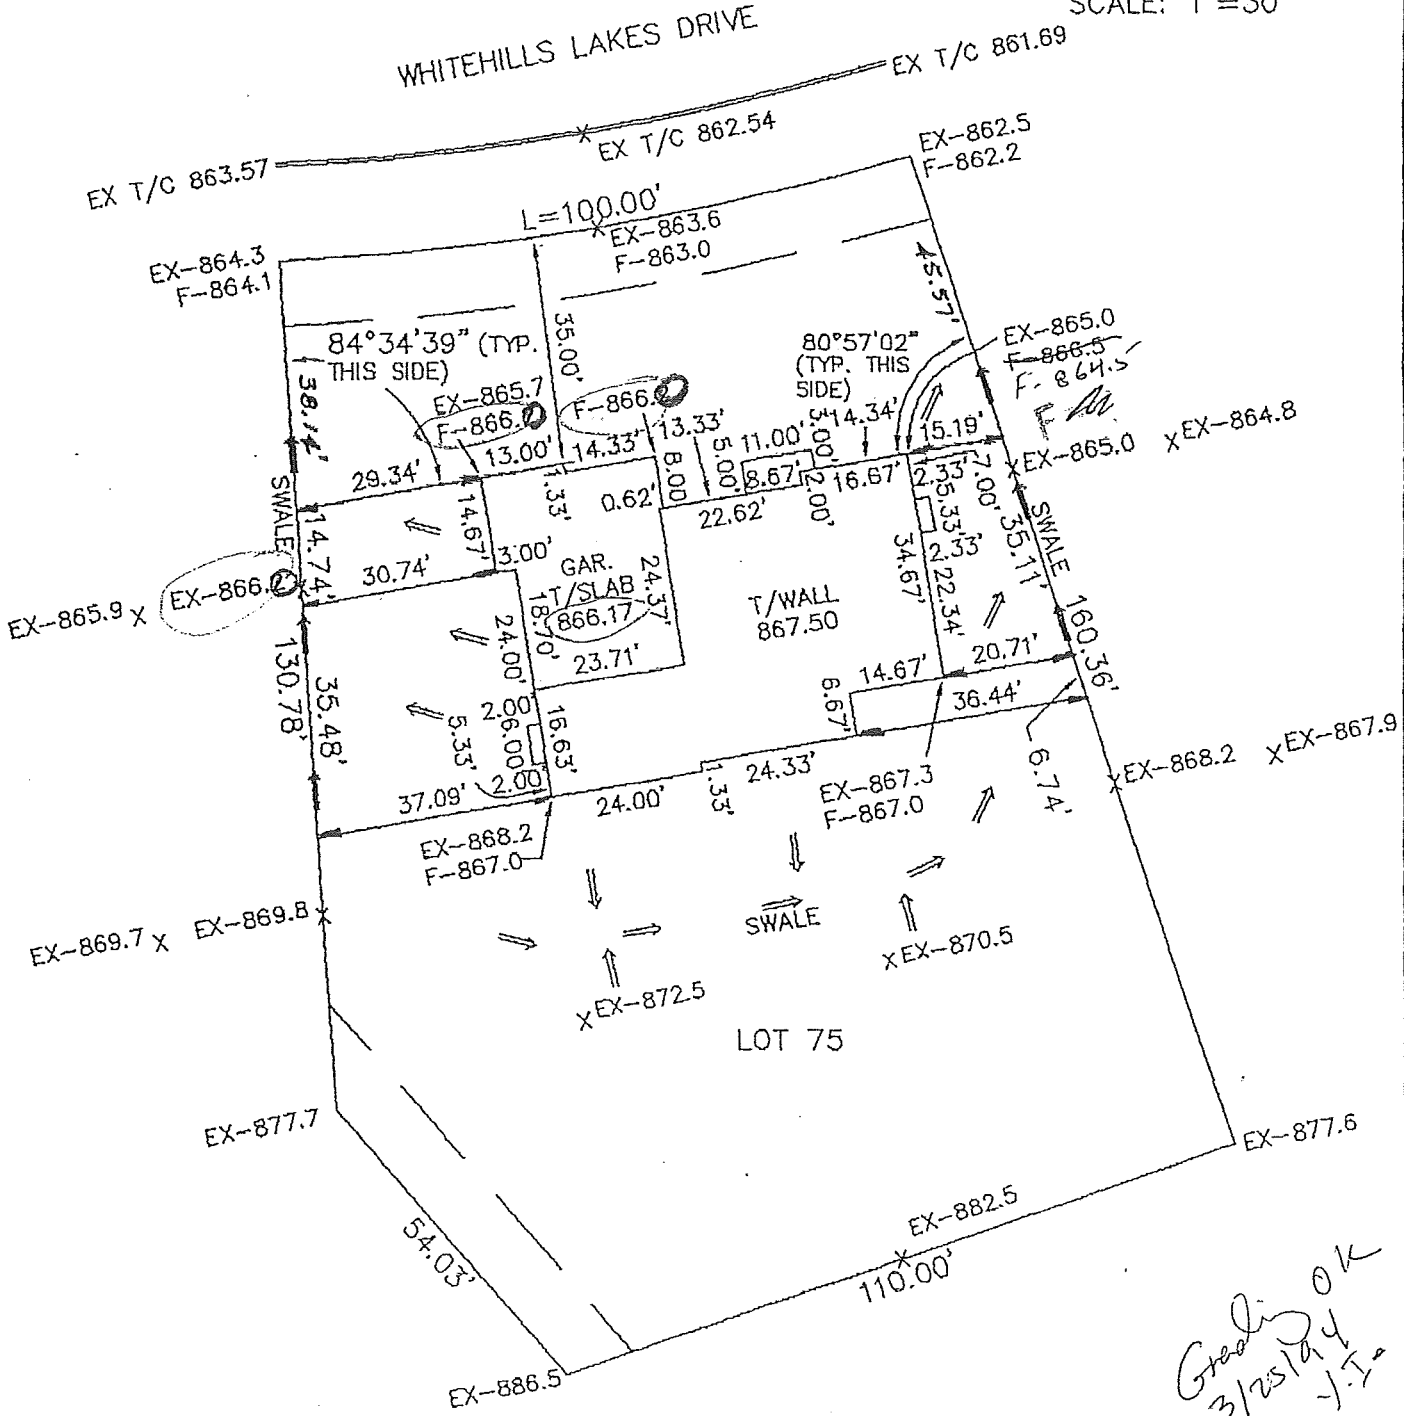 SCALE: 1"=30'
WHITEHILLS LAKES DRIVE
EX T/C 861.69
EX T/C 862.54
EX T/C 863.57
EX-862.5
F-862.2
L=100.00'
EX-863.6
F-863.0
EX-864.3
F-864.1
45.57'
35.00'
84°34'39" (TYP.
THIS SIDE)
80°57'02"
(TYP. THIS
SIDE)
EX-865.0
F-866.5
F-864.5
38.14'
EX-865.7
F-866.
F-866.
13.33'
14.34'
15.19'
EX-864.8
EX-865.0
13.00'
14.33'
5.00'
11.00'
3.00'
29.34'
1.33'
8.00
8.67'
2.00'
16.67'
2.33'
7.00'
SWALE
14.67'
0.62'
22.62'
5.33'
35.11'
SWALE
14.74'
3.00'
GAR.
T/SLAB
866.17
24.37'
34.67'
2.33'
22.34'
30.74'
EX-866.
EX-865.9
T/WALL
867.50
24.00'
18.70'
23.71'
160.36'
130.78'
35.48'
14.67'
20.71'
6.67'
36.44'
2.00'
6.00'
16.63'
5.33'
2.00'
24.33'
1.33'
24.00'
37.09'
EX-867.3
F-867.0
6.74'
EX-868.2
EX-867.9
EX-868.2
F-867.0
EX-869.8
EX-869.7
SWALE
EX-870.5
EX-872.5
LOT 75
EX-877.7
EX-877.6
54.03'
EX-882.5
110.00'
EX-886.5
Grading OK
3/25/94